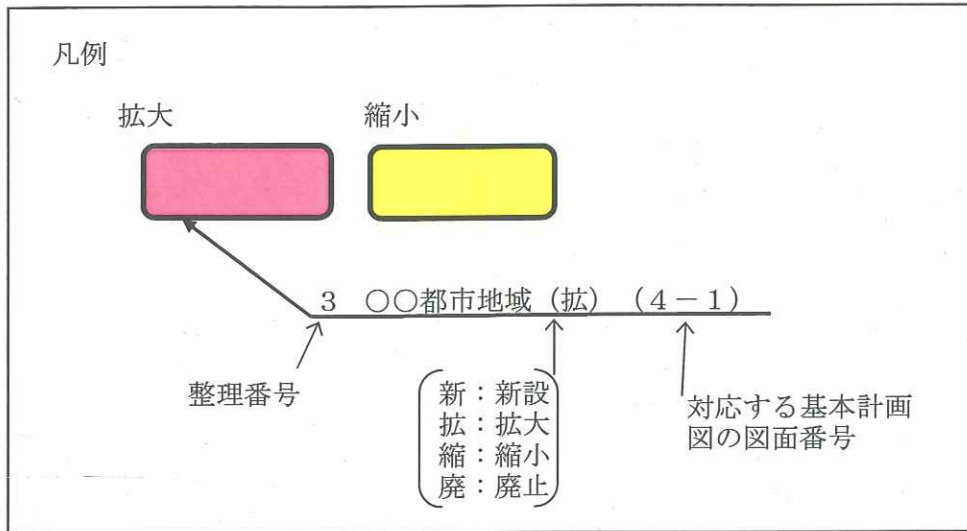 凡例
拡大
縮小
3 ○○都市地域(拡)(4-1)
整理番号
新：新設
拡：拡大
縮：縮小
廃：廃止
対応する基本計画
図の図面番号